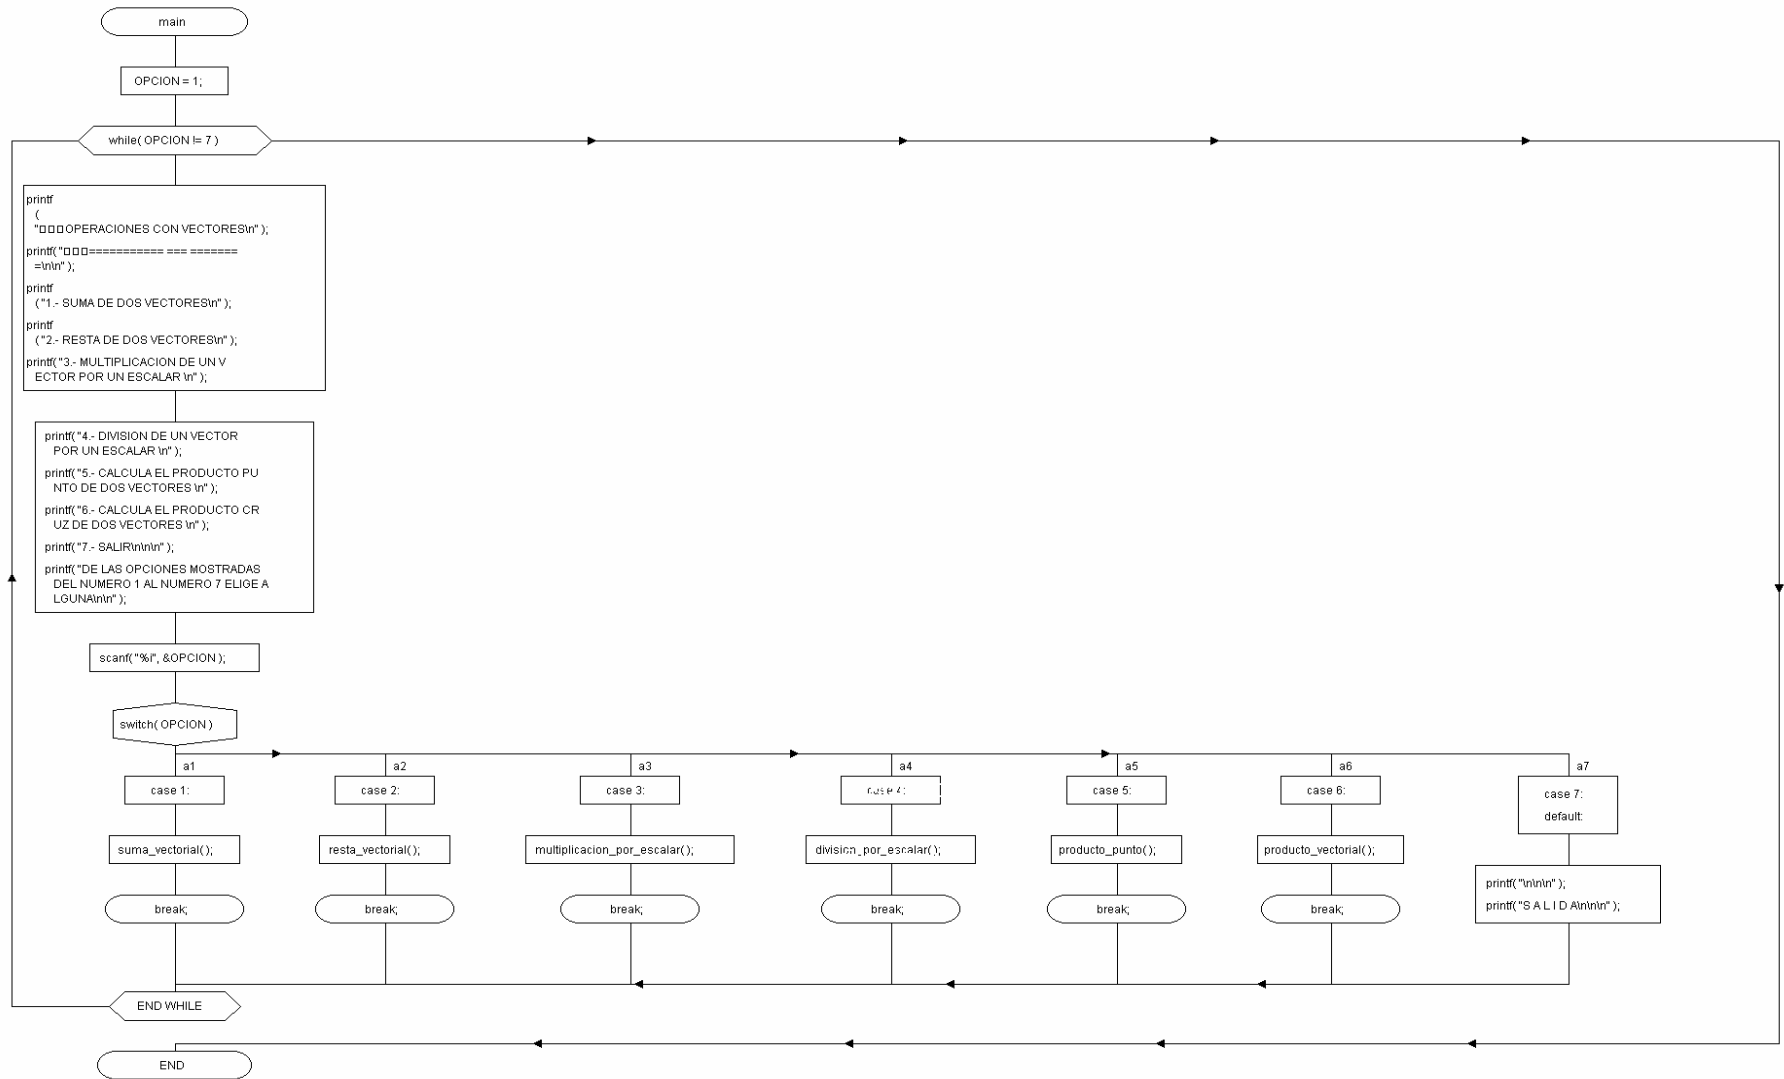 main
OPCION = 1;
while( OPCION != 7 )
printf
(
"□□□OPERACIONES CON VECTORES\n" );
printf( "□□□=========== === =======
=\n\n" );
printf
( "1.- SUMA DE DOS VECTORES\n" );
printf
( "2.- RESTA DE DOS VECTORES\n" );
printf( "3.- MULTIPLICACION DE UN V
ECTOR POR UN ESCALAR \n" );
printf( "4.- DIVISION DE UN VECTOR
POR UN ESCALAR \n" );
printf( "5.- CALCULA EL PRODUCTO PU
NTO DE DOS VECTORES \n" );
printf( "6.- CALCULA EL PRODUCTO CR
UZ DE DOS VECTORES \n" );
printf( "7.- SALIR\n\n\n" );
printf( "DE LAS OPCIONES MOSTRADAS
DEL NUMERO 1 AL NUMERO 7 ELIGE A
LGUNA\n\n" );
scanf( "%i", &OPCION );
switch( OPCION )
a1
a2
a3
a4
a5
a6
a7
case 1:
case 2:
case 3:
case 4:
case 5:
case 6:
case 7:
default:
suma_vectorial();
resta_vectorial();
multiplicacion_por_escalar();
division_por_escalar();
producto_punto();
producto_vectorial();
printf( "\n\n\n" );
printf( "S A L I D A\n\n\n" );
break;
break;
break;
break;
break;
break;
END WHILE
END